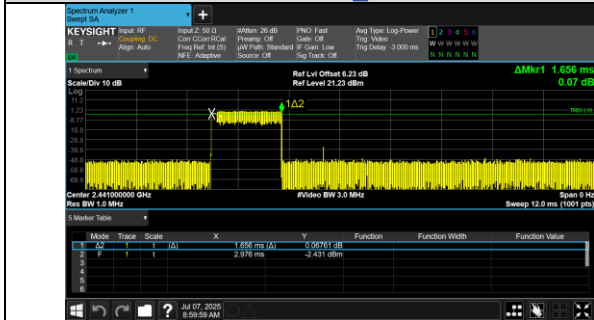 Spectrum Analyzer 1
Swept SA
+
KEYSIGHT Input: RF Input Z: 50 Ω #Atten: 26 dB PNO: Fast Avg Type: Log-Power 1 2 3 4 5 6
R T Coupling: DC Corr CCorr RCal Preamp: Off Gate: Off Trig: Video W W W W W W
Align: Auto Freq Ref: Int (S) µW Path: Standard IF Gain: Low Trig Delay: -3.000 ms N N N N N N
NFE: Adaptive Source: Off Sig Track: Off
1 Spectrum
Scale/Div 10 dB Ref Lvl Offset 6.23 dB ΔMkr1 1.656 ms
Ref Level 21.23 dBm 0.07 dB
Log
11.2
1.23
-8.77
-18.8
-28.8
-38.8
-48.8
-58.8
-68.8
X
1Δ2
TRIG LVL
Center 2.441000000 GHz #Video BW 3.0 MHz Span 0 Hz
Res BW 1.0 MHz Sweep 12.0 ms (1001 pts)
5 Marker Table
Mode Trace Scale X Y Function Function Width Function Value
1 Δ2 1 t (Δ) 1.656 ms (Δ) 0.06761 dB
2 F 1 t 2.976 ms -2.431 dBm
3
4
5
6
? Jul 07, 2025
8:59:59 AM